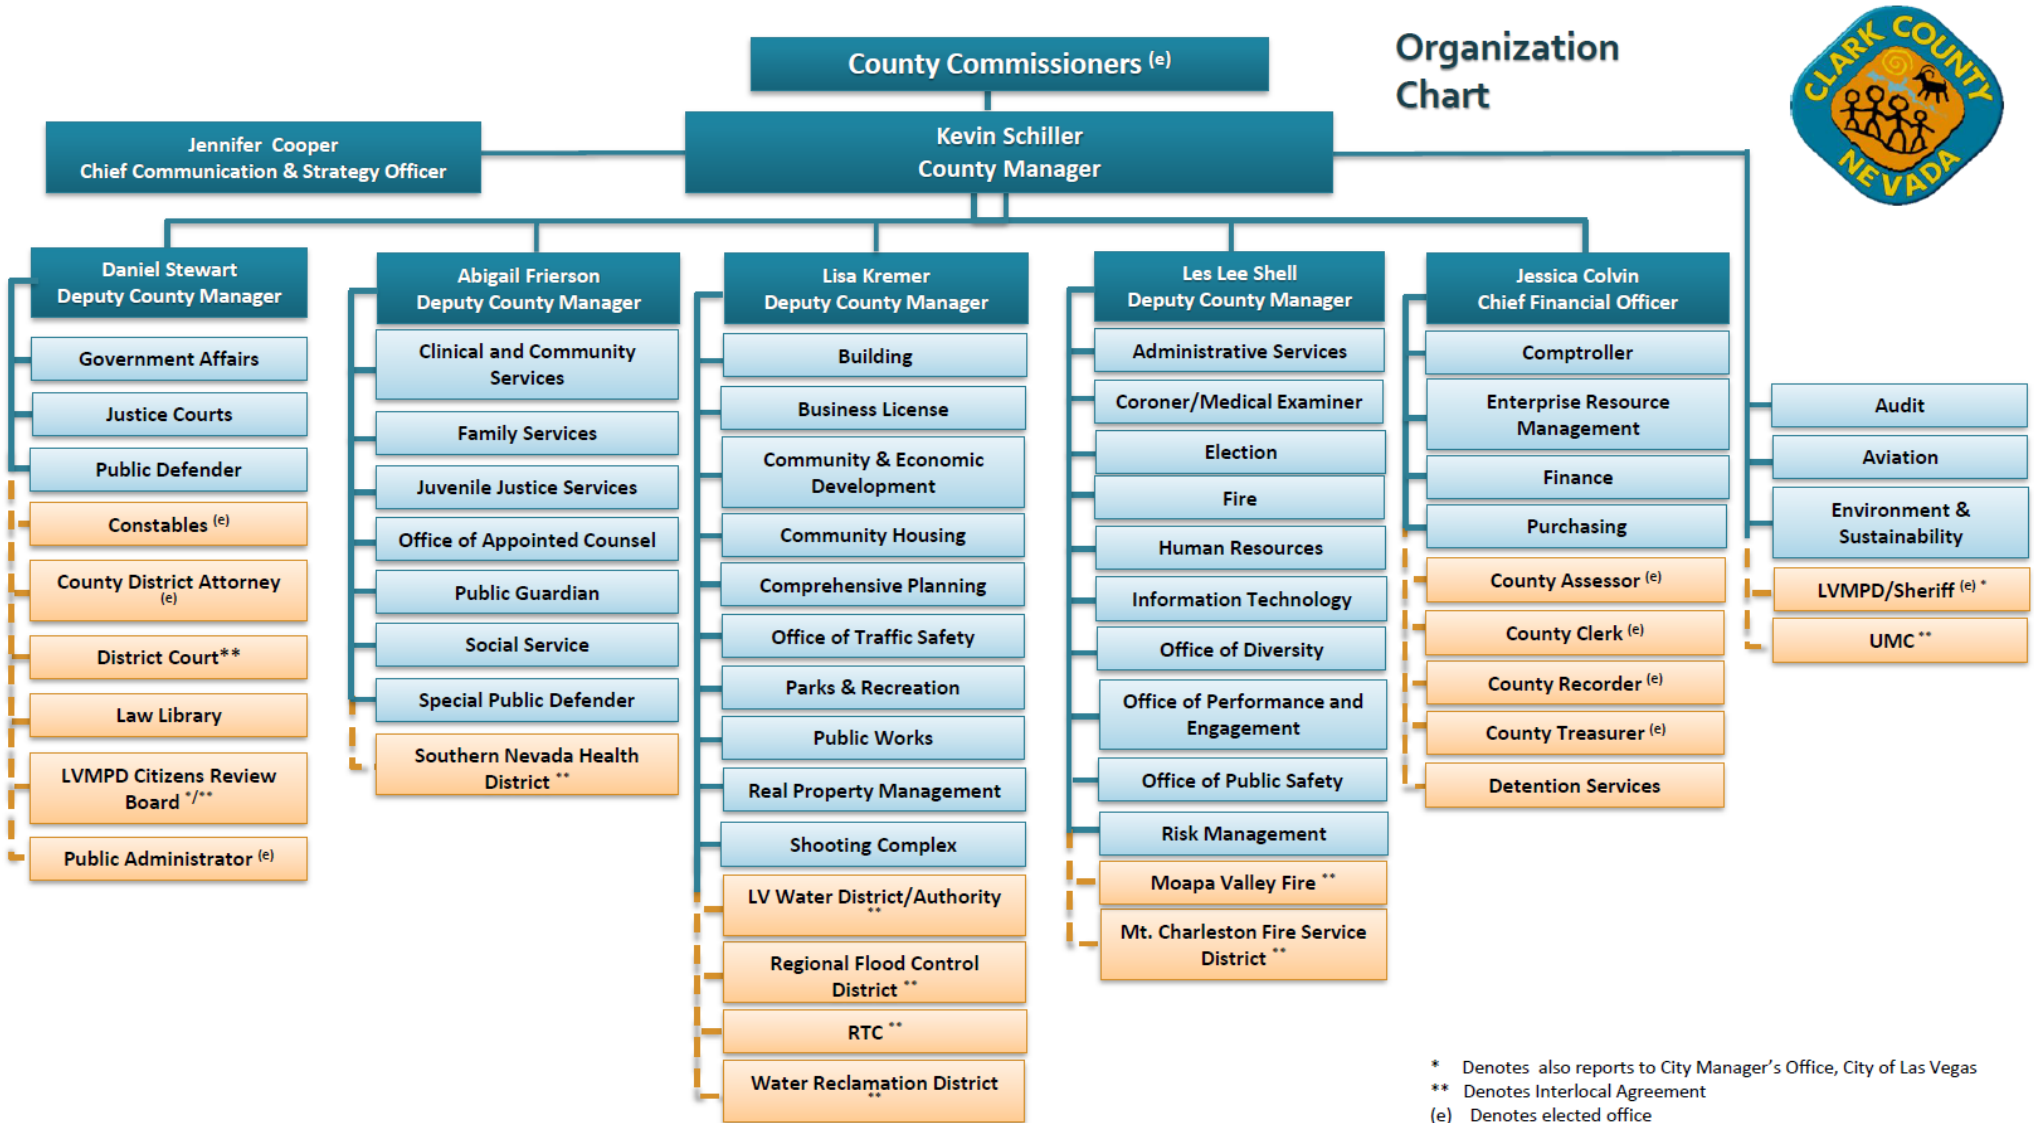 County Commissioners (e)
Organization
Chart
CLARK COUNTY
NEVADA
Jennifer Cooper
Chief Communication & Strategy Officer
Kevin Schiller
County Manager
Daniel Stewart
Deputy County Manager
Government Affairs
Justice Courts
Public Defender
Constables (e)
County District Attorney
(e)
District Court**
Law Library
LVMPD Citizens Review
Board */**
Public Administrator (e)
Abigail Frierson
Deputy County Manager
Clinical and Community
Services
Family Services
Juvenile Justice Services
Office of Appointed Counsel
Public Guardian
Social Service
Special Public Defender
Southern Nevada Health
District **
Lisa Kremer
Deputy County Manager
Building
Business License
Community & Economic
Development
Community Housing
Comprehensive Planning
Office of Traffic Safety
Parks & Recreation
Public Works
Real Property Management
Shooting Complex
LV Water District/Authority
**
Regional Flood Control
District **
RTC **
Water Reclamation District
**
Les Lee Shell
Deputy County Manager
Administrative Services
Coroner/Medical Examiner
Election
Fire
Human Resources
Information Technology
Office of Diversity
Office of Performance and
Engagement
Office of Public Safety
Risk Management
Moapa Valley Fire **
Mt. Charleston Fire Service
District **
Jessica Colvin
Chief Financial Officer
Comptroller
Enterprise Resource
Management
Finance
Purchasing
County Assessor (e)
County Clerk (e)
County Recorder (e)
County Treasurer (e)
Detention Services
Audit
Aviation
Environment &
Sustainability
LVMPD/Sheriff (e) *
UMC **
* Denotes also reports to City Manager's Office, City of Las Vegas
** Denotes Interlocal Agreement
(e) Denotes elected office